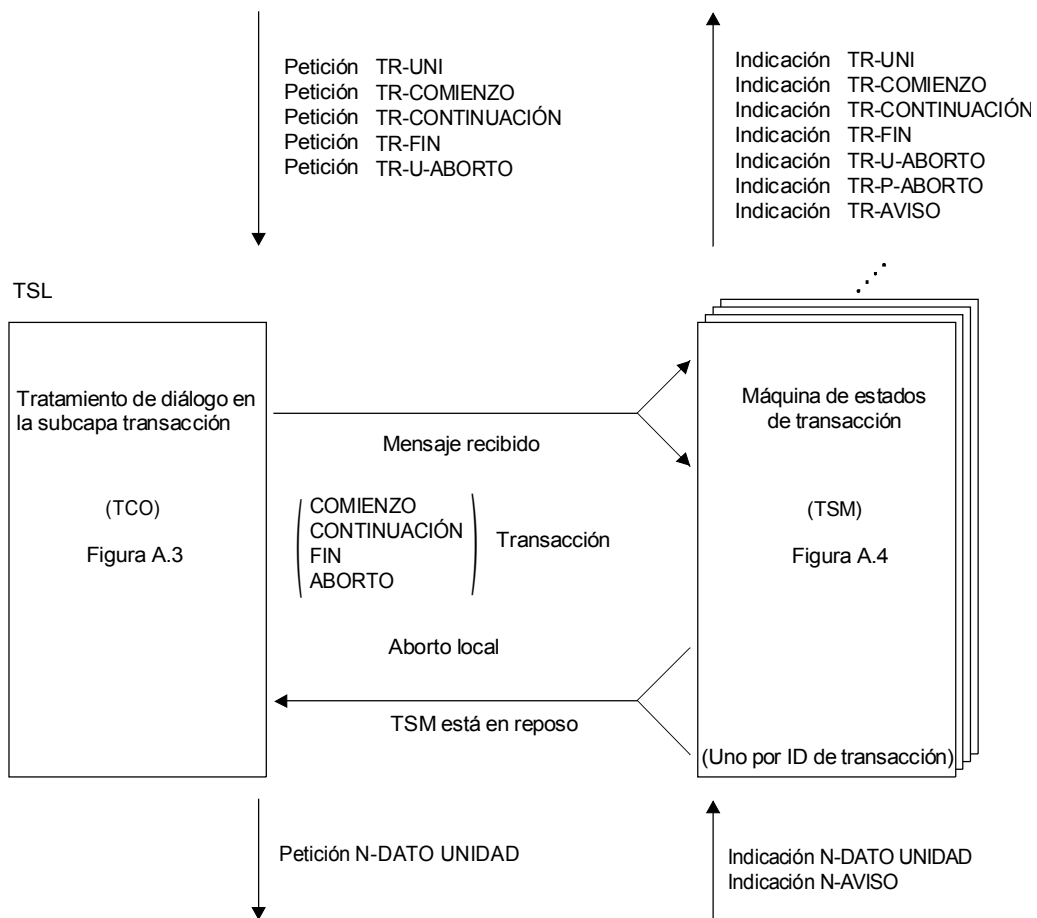 Petición TR-UNI
Petición TR-COMIENZO
Petición TR-CONTINUACIÓN
Petición TR-FIN
Petición TR-U-ABORTO
Indicación TR-UNI
Indicación TR-COMIENZO
Indicación TR-CONTINUACIÓN
Indicación TR-FIN
Indicación TR-U-ABORTO
Indicación TR-P-ABORTO
Indicación TR-AVISO
TSL
Tratamiento de diálogo en
la subcapa transacción
(TCO)
Figura A.3
Mensaje recibido
COMIENZO
CONTINUACIÓN
FIN
ABORTO
Transacción
Aborto local
TSM está en reposo
Máquina de estados
de transacción
(TSM)
Figura A.4
(Uno por ID de transacción)
Petición N-DATO UNIDAD
Indicación N-DATO UNIDAD
Indicación N-AVISO